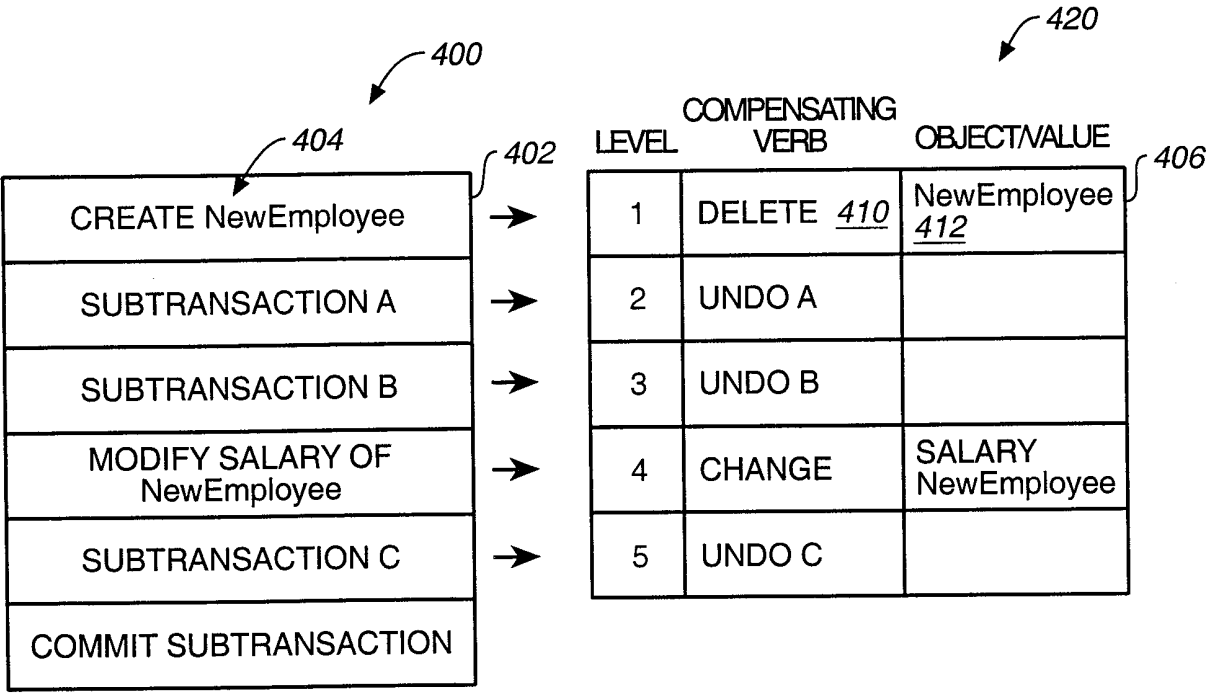 420
400
COMPENSATING
LEVEL VERB OBJECT/VALUE
404
402
406
CREATE NewEmployee
1 DELETE 410 NewEmployee
412
SUBTRANSACTION A
2 UNDO A
SUBTRANSACTION B
3 UNDO B
MODIFY SALARY OF
NewEmployee
4 CHANGE SALARY
NewEmployee
SUBTRANSACTION C
5 UNDO C
COMMIT SUBTRANSACTION